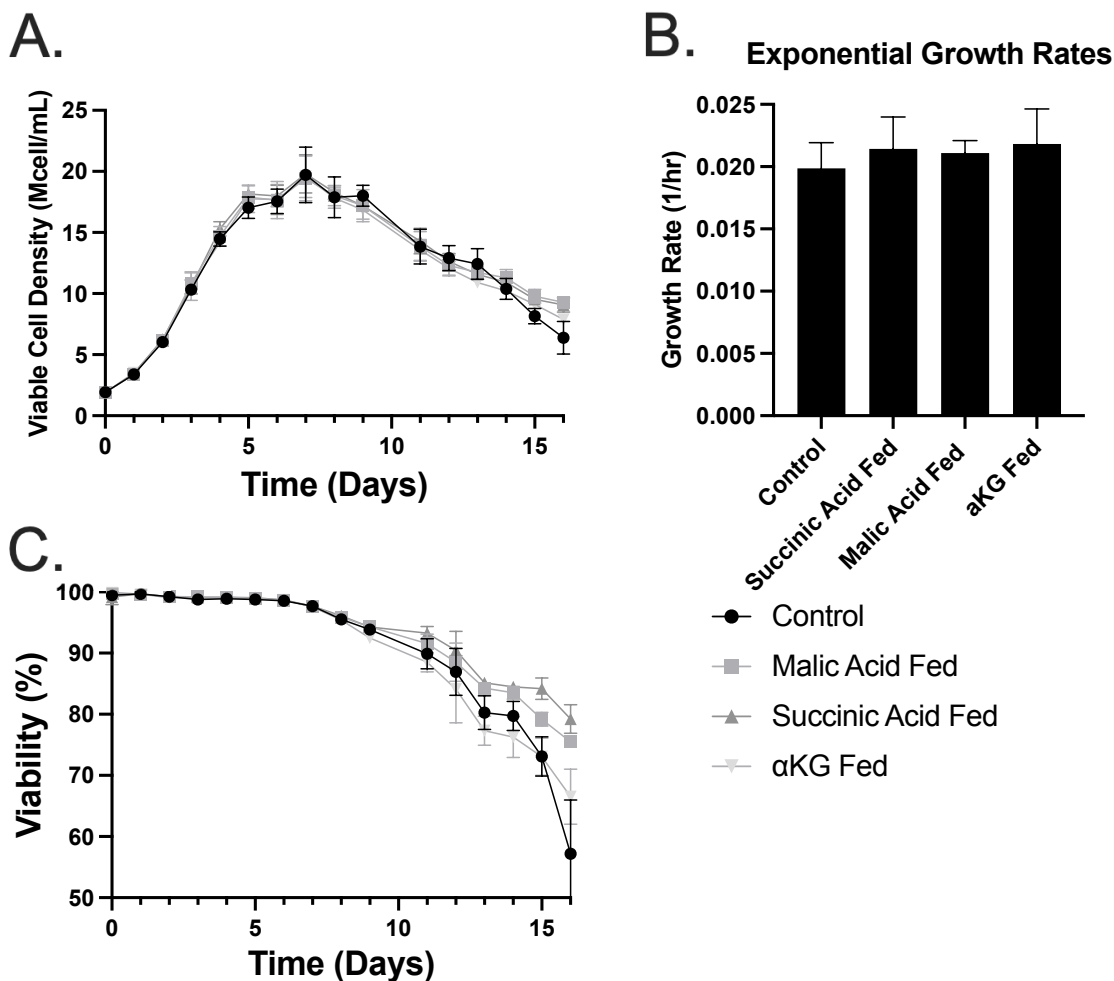 A.
Viable Cell Density (Mcell/mL)
25
20
15
10
5
0
0
5
10
15
Time (Days)
B.
Exponential Growth Rates
Growth Rate (1/hr)
0.025
0.020
0.015
0.010
0.005
0.000
Control
Succinic Acid Fed
Malic Acid Fed
aKG Fed
C.
Viability (%)
100
90
80
70
60
50
0
5
10
15
Time (Days)
Control
Malic Acid Fed
Succinic Acid Fed
αKG Fed